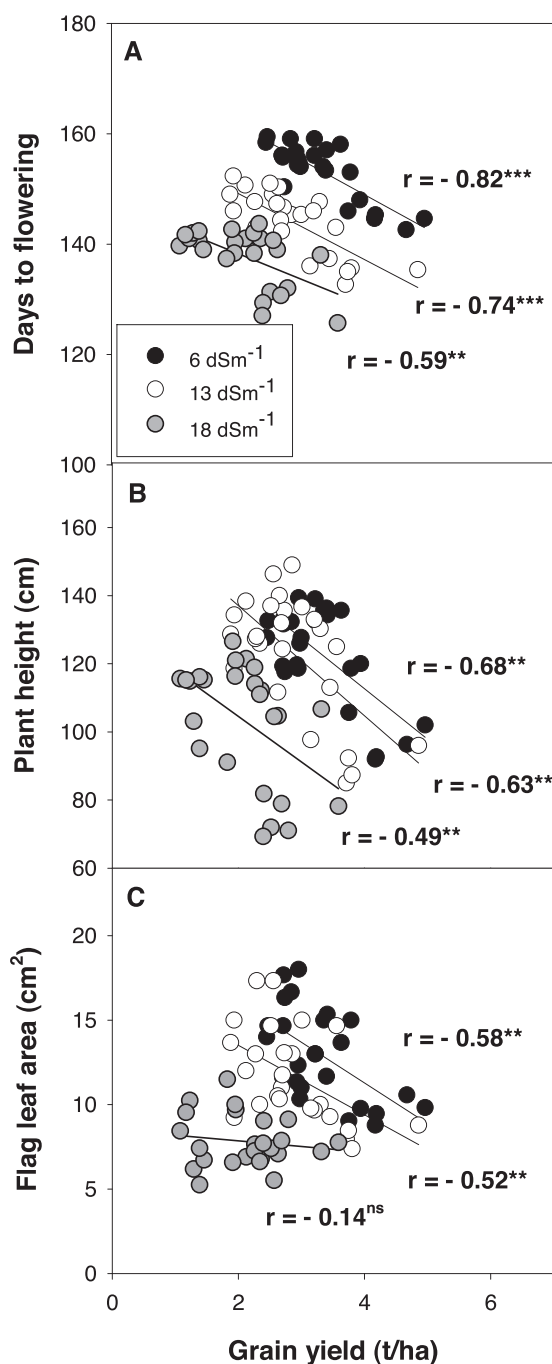 180
A
160
r = - 0.82***
Days to flowering
140
r = - 0.74***
r = - 0.59**
6 dSm⁻¹
120
13 dSm⁻¹
18 dSm⁻¹
100
B
160
140
Plant height (cm)
120
r = - 0.68**
100
r = - 0.63**
80
r = - 0.49**
60
C
20
Flag leaf area (cm²)
15
r = - 0.58**
10
r = - 0.52**
5
r = - 0.14ⁿˢ
0
0 2 4 6
Grain yield (t/ha)